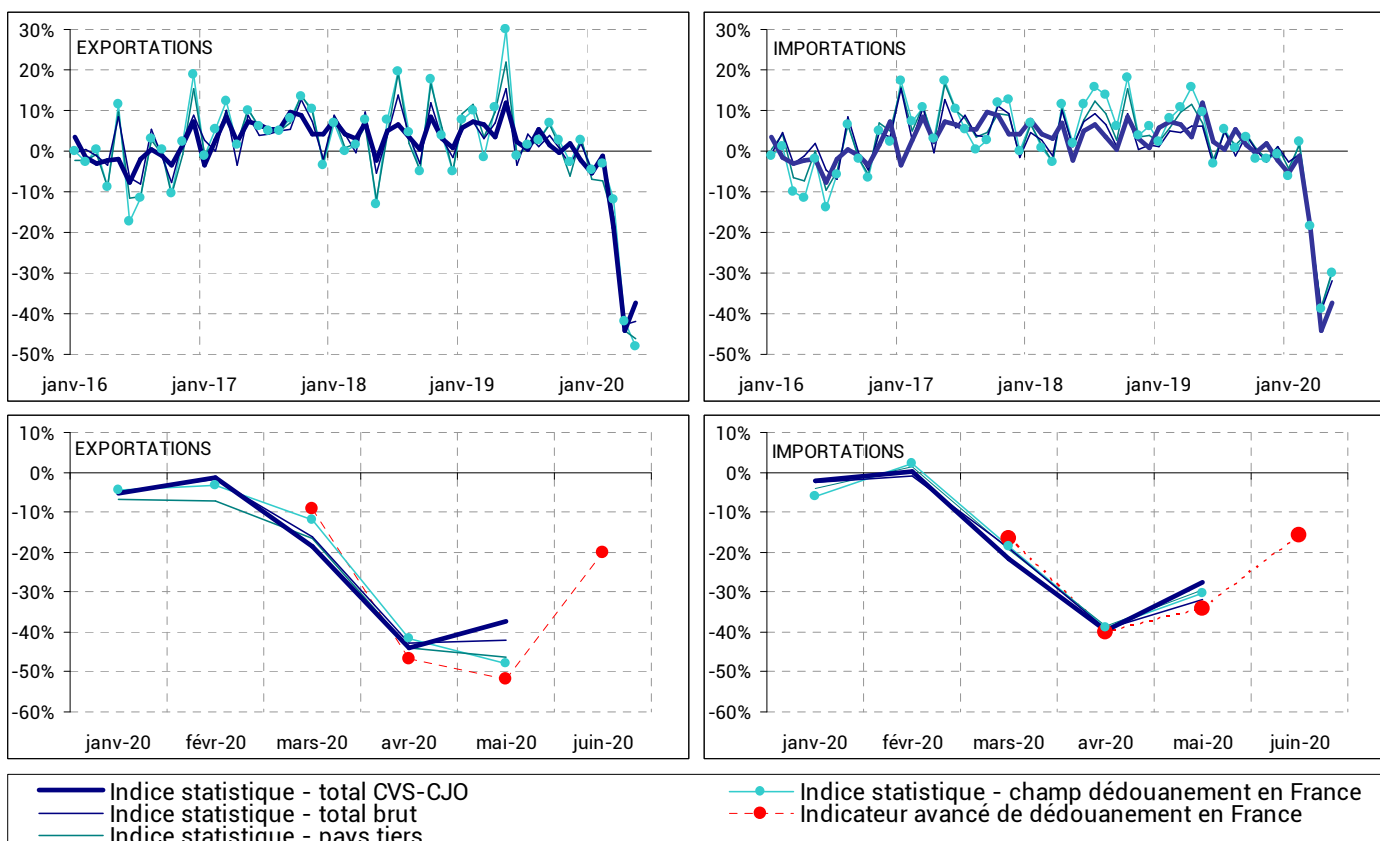 EXPORTATIONS
30%
20%
10%
0%
-10%
-20%
-30%
-40%
-50%
janv-16 janv-17 janv-18 janv-19 janv-20
IMPORTATIONS
30%
20%
10%
0%
-10%
-20%
-30%
-40%
-50%
janv-16 janv-17 janv-18 janv-19 janv-20
EXPORTATIONS
10%
0%
-10%
-20%
-30%
-40%
-50%
-60%
janv-20 févr-20 mars-20 avr-20 mai-20 juin-20
IMPORTATIONS
10%
0%
-10%
-20%
-30%
-40%
-50%
-60%
janv-20 févr-20 mars-20 avr-20 mai-20 juin-20
Indice statistique - total CVS-CJO
Indice statistique - total brut
Indice statistique - pays tiers
Indice statistique - champ dédouanement en France
Indicateur avancé de dédouanement en France